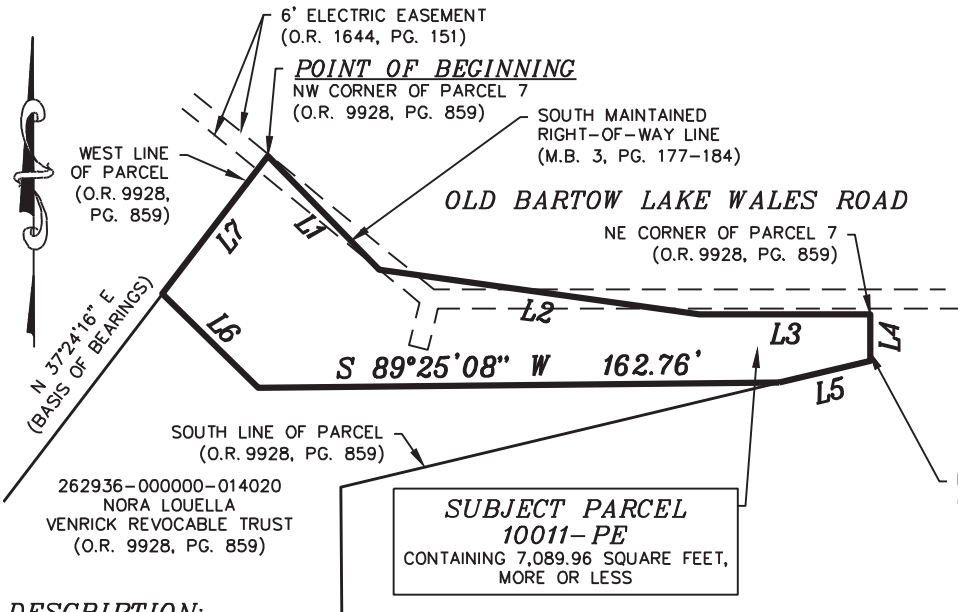 6' ELECTRIC EASEMENT
(O.R. 1644, PG. 151)
POINT OF BEGINNING
NW CORNER OF PARCEL 7
(O.R. 9928, PG. 859)
SOUTH MAINTAINED
RIGHT-OF-WAY LINE
(M.B. 3, PG. 177-184)
WEST LINE
OF PARCEL
(O.R. 9928,
PG. 859)
OLD BARTOW LAKE WALES ROAD
NE CORNER OF PARCEL 7
(O.R. 9928, PG. 859)
L7
L1
L2
L3
L4
L6
L5
N 37°24'16" E
(BASIS OF BEARINGS)
S 89°25'08" W 162.76'
SOUTH LINE OF PARCEL
(O.R. 9928, PG. 859)
262936-000000-014020
NORA LOUELLA
VENRICK REVOCABLE TRUST
(O.R. 9928, PG. 859)
SUBJECT PARCEL
10011-PE
CONTAINING 7,089.96 SQUARE FEET,
MORE OR LESS
DESCRIPTION: